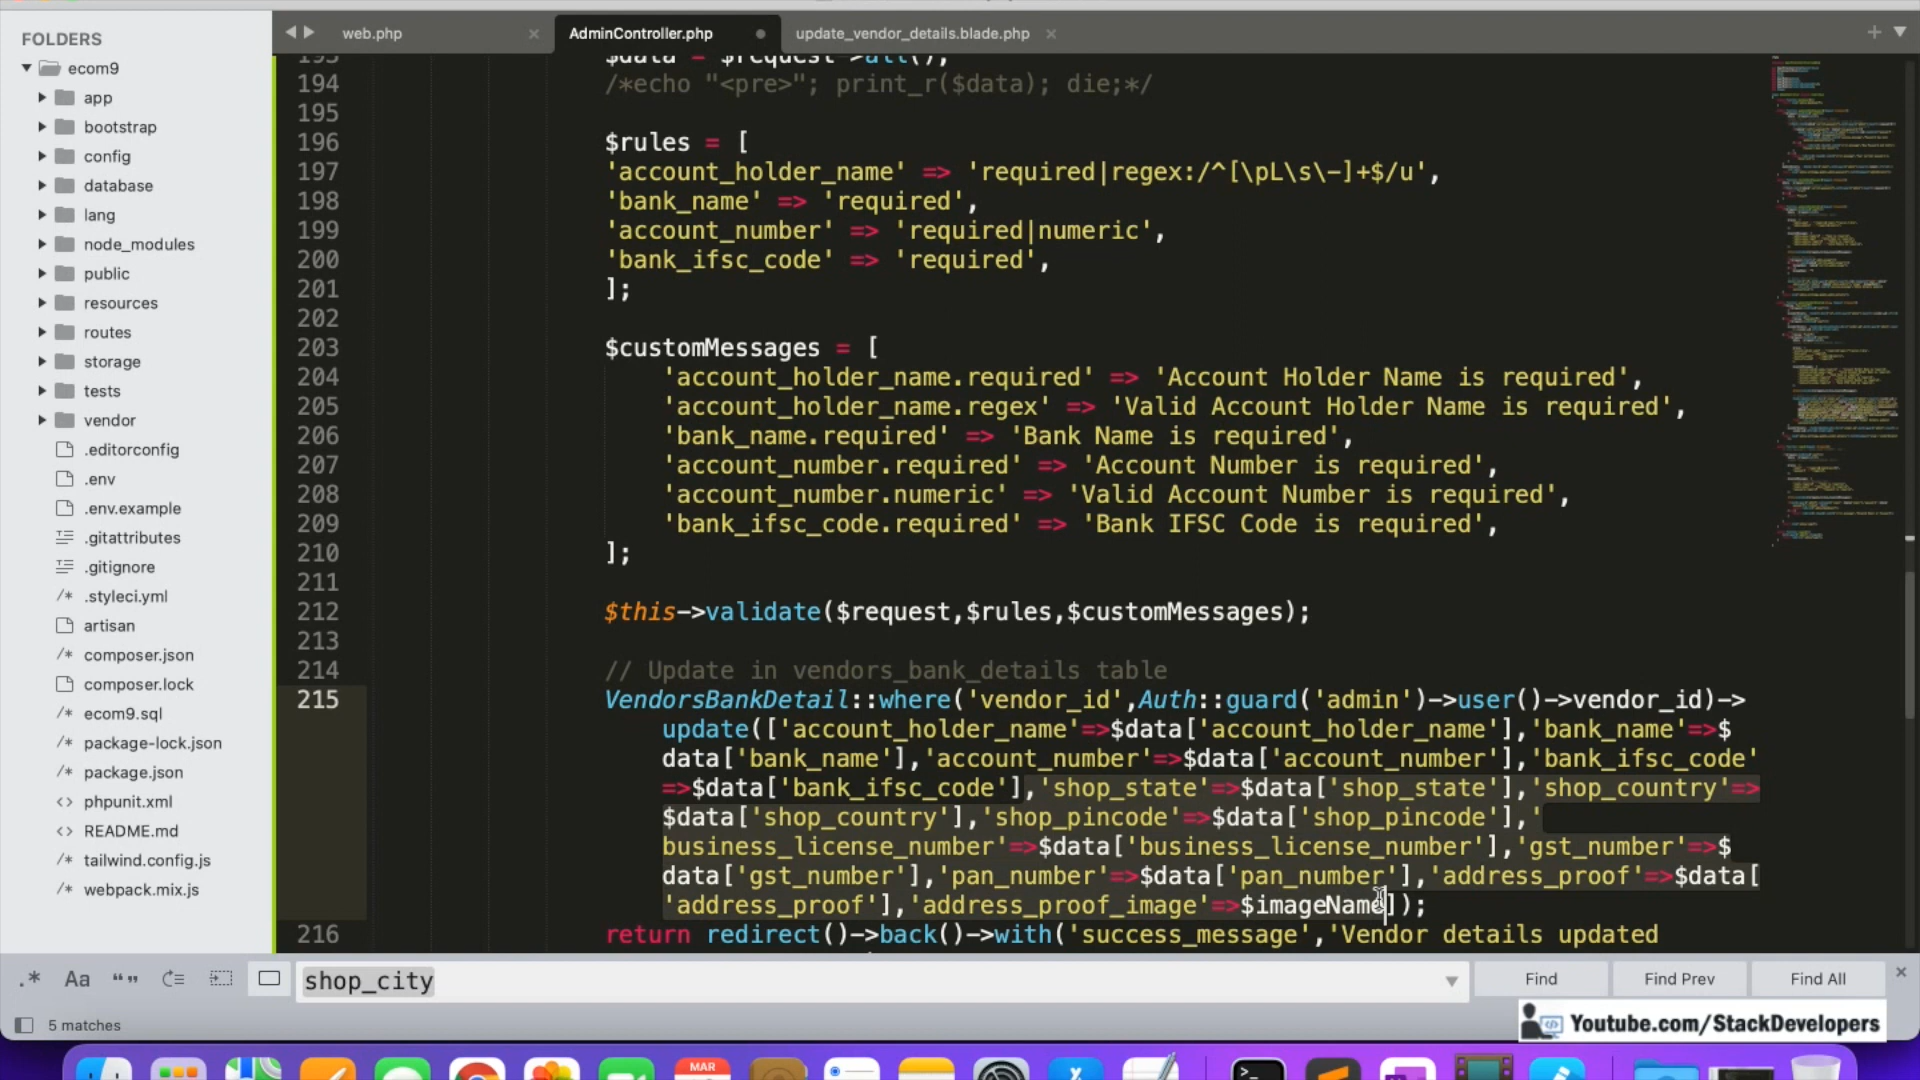 FOLDERS
ecom9
app
bootstrap
config
database
lang
node_modules
public
resources
routes
storage
tests
vendor
.editorconfig
.env
.env.example
.gitattributes
.gitignore
.styleci.yml
artisan
composer.json
composer.lock
ecom9.sql
package-lock.json
package.json
phpunit.xml
README.md
tailwind.config.js
webpack.mix.js
web.php
AdminController.php
update_vendor_details.blade.php
193 $data = $request->all();
194 /*echo "<pre>"; print_r($data); die;*/
195
196 $rules = [
197 'account_holder_name' => 'required|regex:/^[\pL\s\-]+$/u',
198 'bank_name' => 'required',
199 'account_number' => 'required|numeric',
200 'bank_ifsc_code' => 'required',
201 ];
202
203 $customMessages = [
204 'account_holder_name.required' => 'Account Holder Name is required',
205 'account_holder_name.regex' => 'Valid Account Holder Name is required',
206 'bank_name.required' => 'Bank Name is required',
207 'account_number.required' => 'Account Number is required',
208 'account_number.numeric' => 'Valid Account Number is required',
209 'bank_ifsc_code.required' => 'Bank IFSC Code is required',
210 ];
211
212 $this->validate($request,$rules,$customMessages);
213
214 // Update in vendors_bank_details table
215 VendorsBankDetail::where('vendor_id',Auth::guard('admin')->user()->vendor_id)->
update(['account_holder_name'=>$data['account_holder_name'],'bank_name'=>$
data['bank_name'],'account_number'=>$data['account_number'],'bank_ifsc_code'
=>$data['bank_ifsc_code'],'shop_state'=>$data['shop_state'],'shop_country'=>
$data['shop_country'],'shop_pincode'=>$data['shop_pincode'],'
business_license_number'=>$data['business_license_number'],'gst_number'=>$
data['gst_number'],'pan_number'=>$data['pan_number'],'address_proof'=>$data[
'address_proof'],'address_proof_image'=>$imageName]);
216 return redirect()->back()->with('success_message','Vendor details updated
.* Aa “” shop_city Find Find Prev Find All
5 matches
Youtube.com/StackDevelopers
MAR